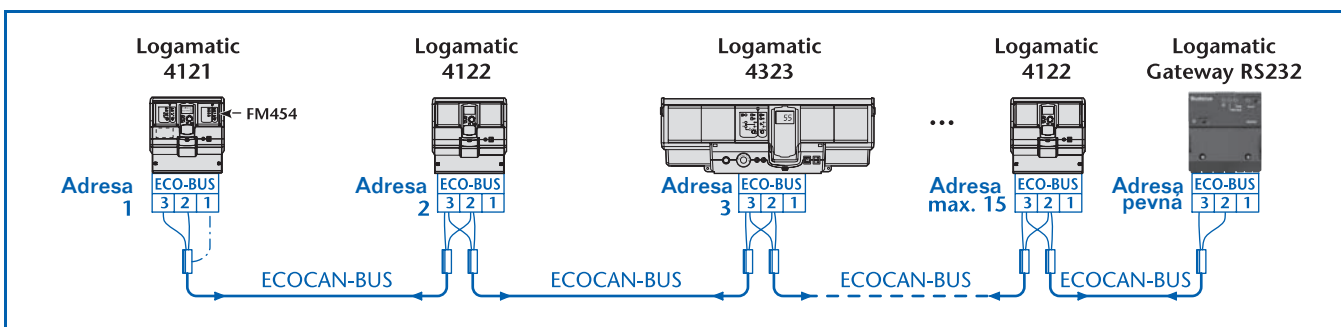 Logamatic
4121
Logamatic
4122
Logamatic
4323
Logamatic
4122
Logamatic
Gateway RS232
FM454
55
...
Adresa
1
ECO-BUS
3 2 1
Adresa
2
ECO-BUS
3 2 1
Adresa
3
ECO-BUS
3 2 1
Adresa
max. 15
ECO-BUS
3 2 1
Adresa
pevná
ECO-BUS
3 2 1
ECOCAN-BUS
ECOCAN-BUS
ECOCAN-BUS
ECOCAN-BUS